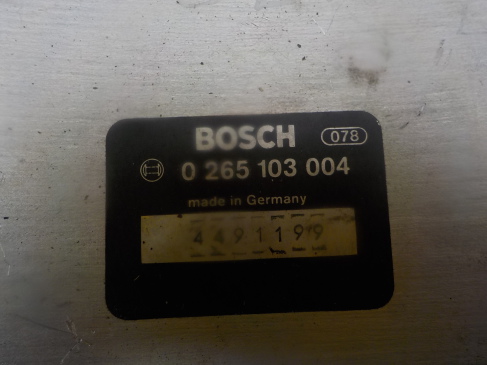 BOSCH 078
0 265 103 004
made in Germany
4491199